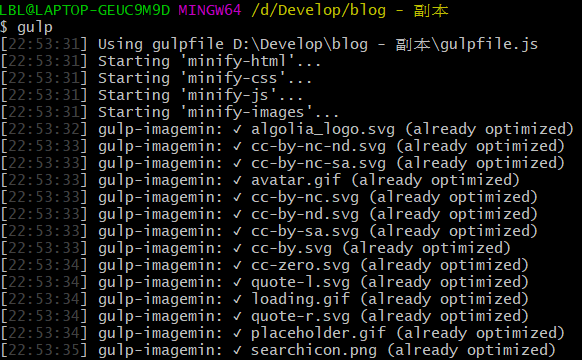 LBL@LAPTOP-GEUC9M9D MINGW64 /d/Develop/blog - 副本
$ gulp
[22:53:31] Using gulpfile D:\Develop\blog - 副本\gulpfile.js
[22:53:31] Starting 'minify-html'...
[22:53:31] Starting 'minify-css'...
[22:53:31] Starting 'minify-js'...
[22:53:31] Starting 'minify-images'...
[22:53:32] gulp-imagemin: ✓ algolia_logo.svg (already optimized)
[22:53:33] gulp-imagemin: ✓ cc-by-nc-nd.svg (already optimized)
[22:53:33] gulp-imagemin: ✓ cc-by-nc-sa.svg (already optimized)
[22:53:33] gulp-imagemin: ✓ avatar.gif (already optimized)
[22:53:33] gulp-imagemin: ✓ cc-by-nc.svg (already optimized)
[22:53:33] gulp-imagemin: ✓ cc-by-nd.svg (already optimized)
[22:53:33] gulp-imagemin: ✓ cc-by-sa.svg (already optimized)
[22:53:33] gulp-imagemin: ✓ cc-by.svg (already optimized)
[22:53:34] gulp-imagemin: ✓ cc-zero.svg (already optimized)
[22:53:34] gulp-imagemin: ✓ quote-l.svg (already optimized)
[22:53:34] gulp-imagemin: ✓ loading.gif (already optimized)
[22:53:34] gulp-imagemin: ✓ quote-r.svg (already optimized)
[22:53:34] gulp-imagemin: ✓ placeholder.gif (already optimized)
[22:53:35] gulp-imagemin: ✓ searchicon.png (already optimized)